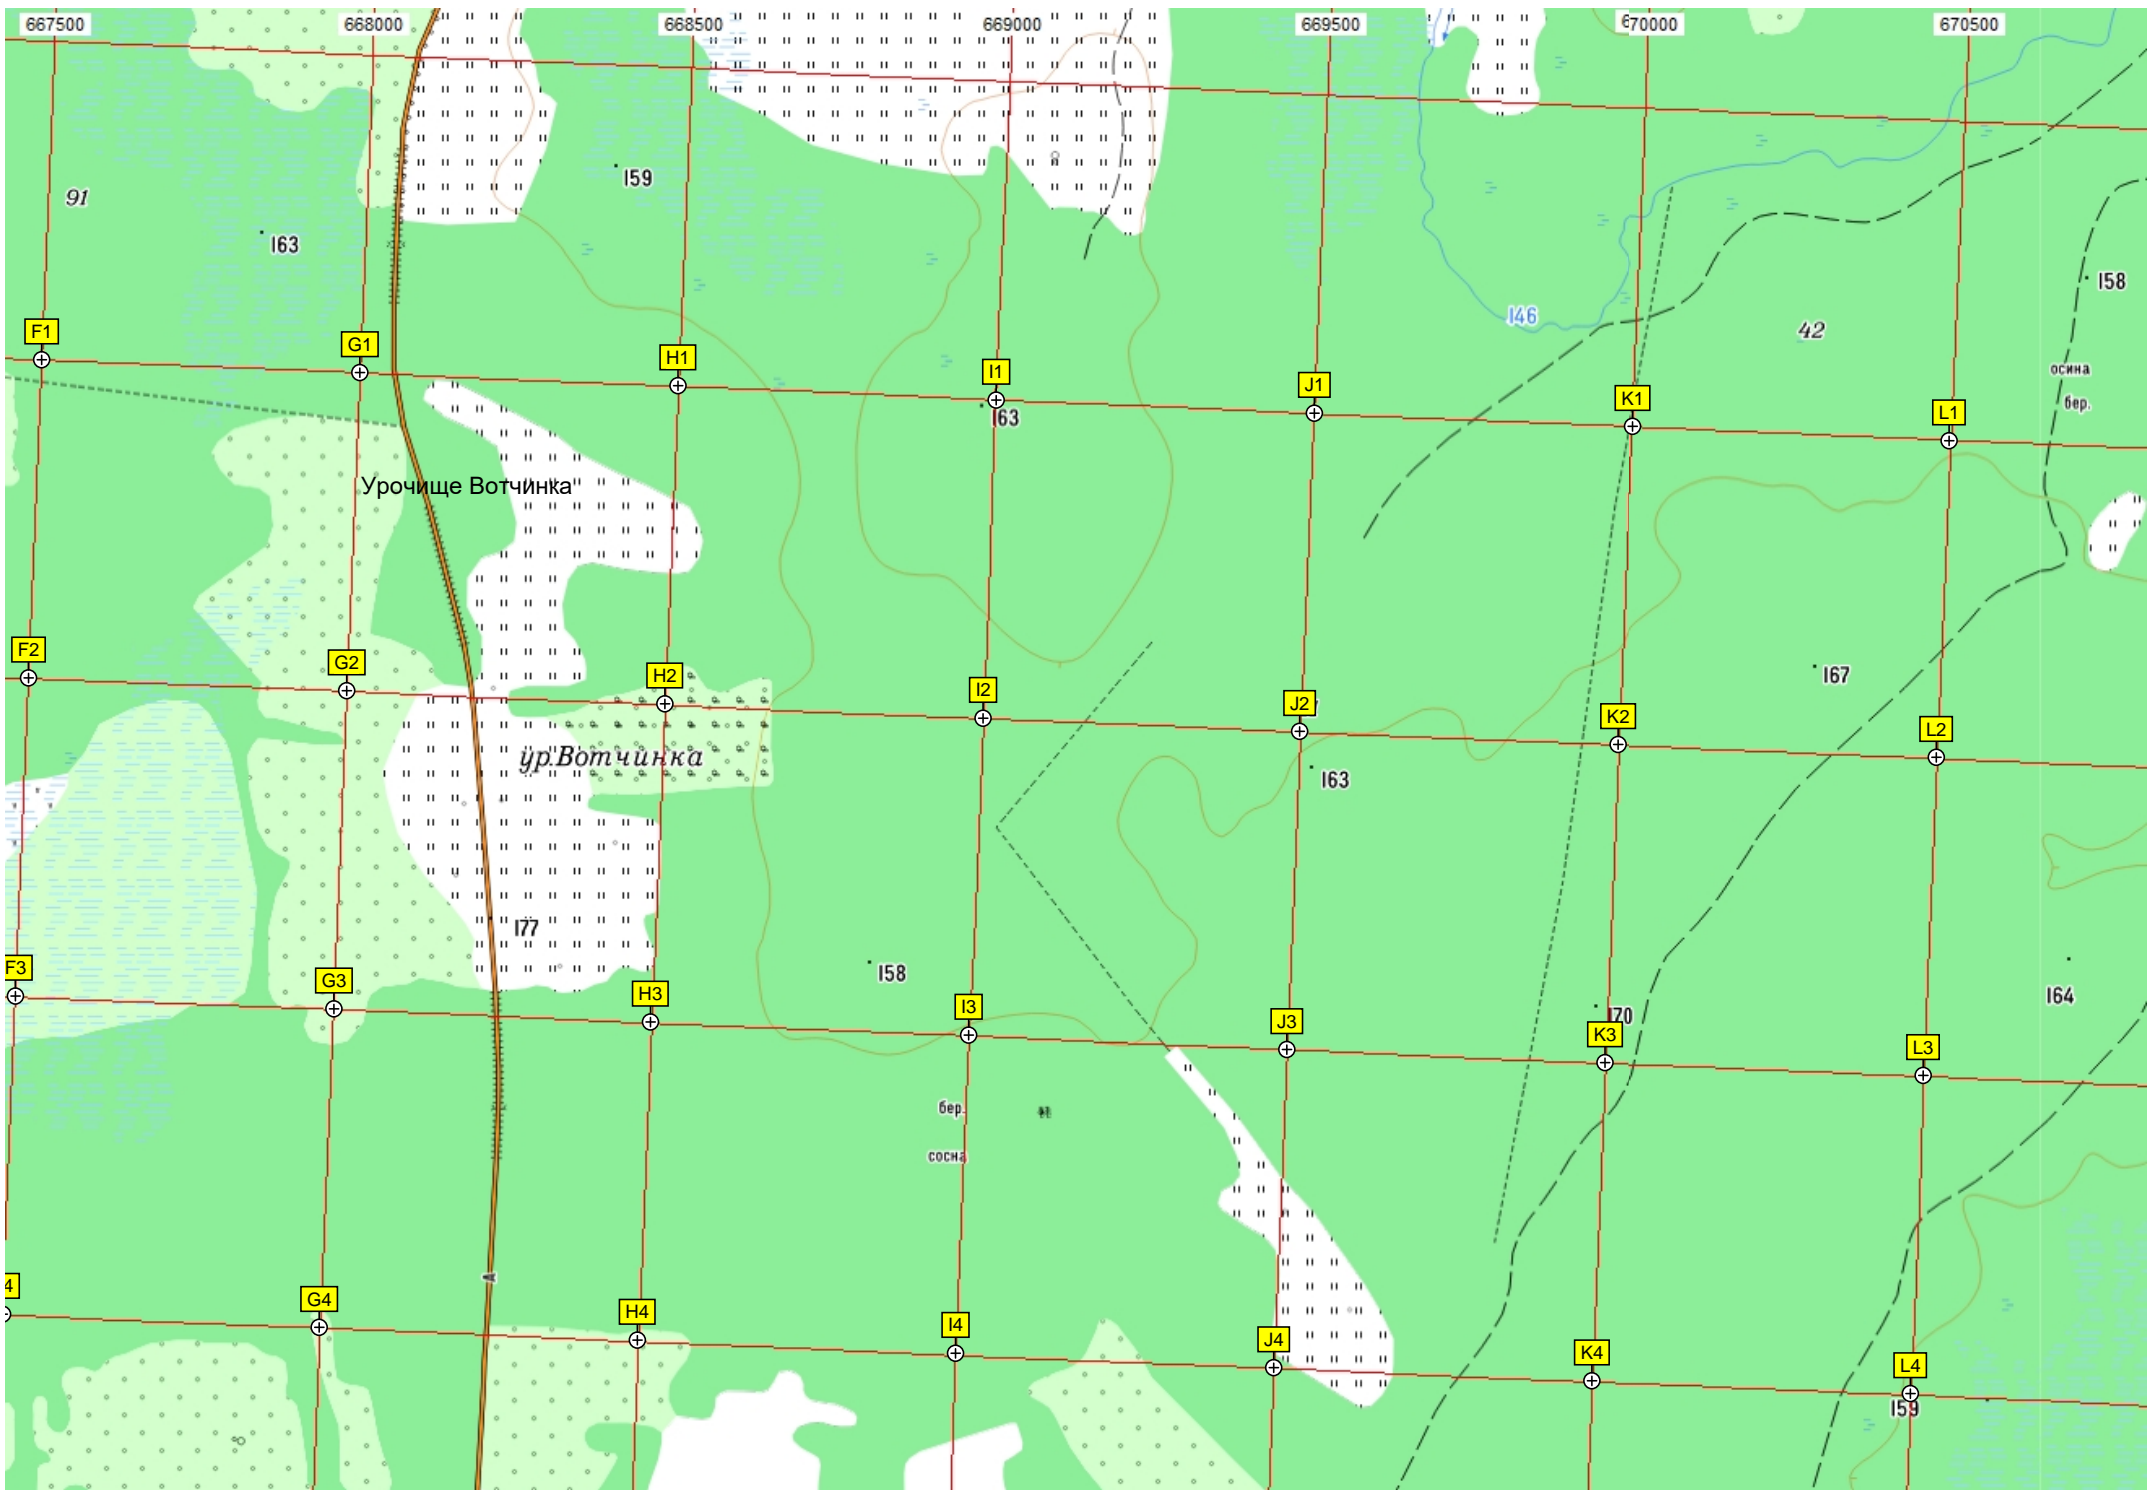 667500 668000 668500 669000 669500 670000 670500
159
91
163
158
146
42
F1 G1 H1 I1 J1 K1 L1
осина
бер.
163
Урочище Вотчинка
F2 G2 H2 I2 J2 K2 L2
167
ур.Вотчинка
163
177
158
164
170
F3 G3 H3 I3 J3 K3 L3
бер.
сосна
А
4 G4 H4 I4 J4 K4 L4
159